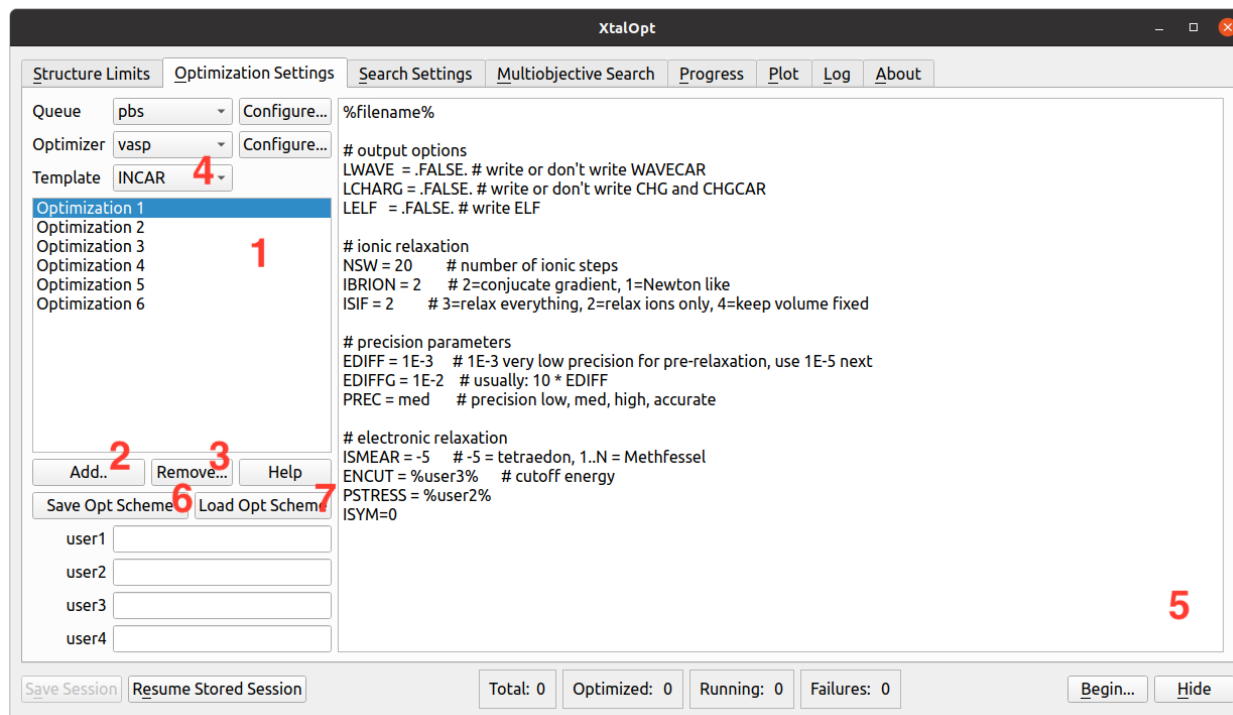 XtalOpt
Structure Limits Optimization Settings Search Settings Multiobjective Search Progress Plot Log About
Queue pbs Configure...
Optimizer vasp Configure...
Template INCAR 4
Optimization 1
Optimization 2
Optimization 3
Optimization 4
Optimization 5
Optimization 6
1
2
3
Add.. Remove... Help
6
7
Save Opt Scheme Load Opt Scheme
user1
user2
user3
user4
%filename%
# output options
LWAVE = .FALSE. # write or don't write WAVECAR
LCHARG = .FALSE. # write or don't write CHG and CHGCAR
LELF = .FALSE. # write ELF
# ionic relaxation
NSW = 20 # number of ionic steps
IBRION = 2 # 2=conjucate gradient, 1=Newton like
ISIF = 2 # 3=relax everything, 2=relax ions only, 4=keep volume fixed
# precision parameters
EDIFF = 1E-3 # 1E-3 very low precision for pre-relaxation, use 1E-5 next
EDIFFG = 1E-2 # usually: 10 * EDIFF
PREC = med # precision low, med, high, accurate
# electronic relaxation
ISMEAR = -5 # -5 = tetraedon, 1..N = Methfessel
ENCUT = %user3% # cutoff energy
PSTRESS = %user2%
ISYM=0
5
Save Session Resume Stored Session Total: 0 Optimized: 0 Running: 0 Failures: 0 Begin... Hide